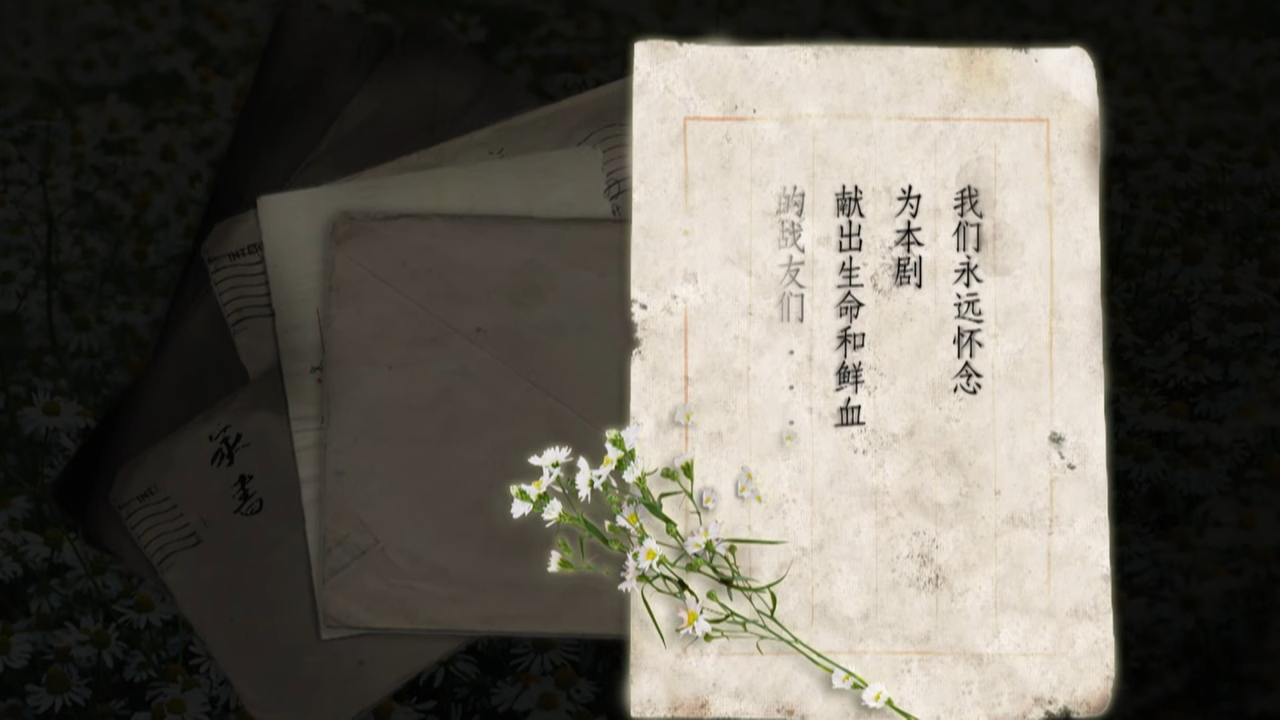 我们永远怀念
为本剧
献出生命和鲜血
的战友们...
家书